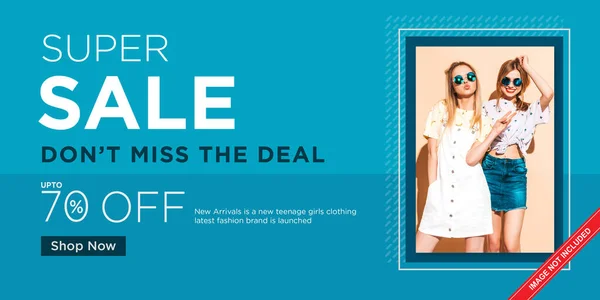 SUPER
SALE
DON'T MISS THE DEAL
UPTO
70% OFF
New Arrivals is a new teenage girls clothing
latest fashion brand is launched
Shop Now
IMAGE NOT INCLUDED